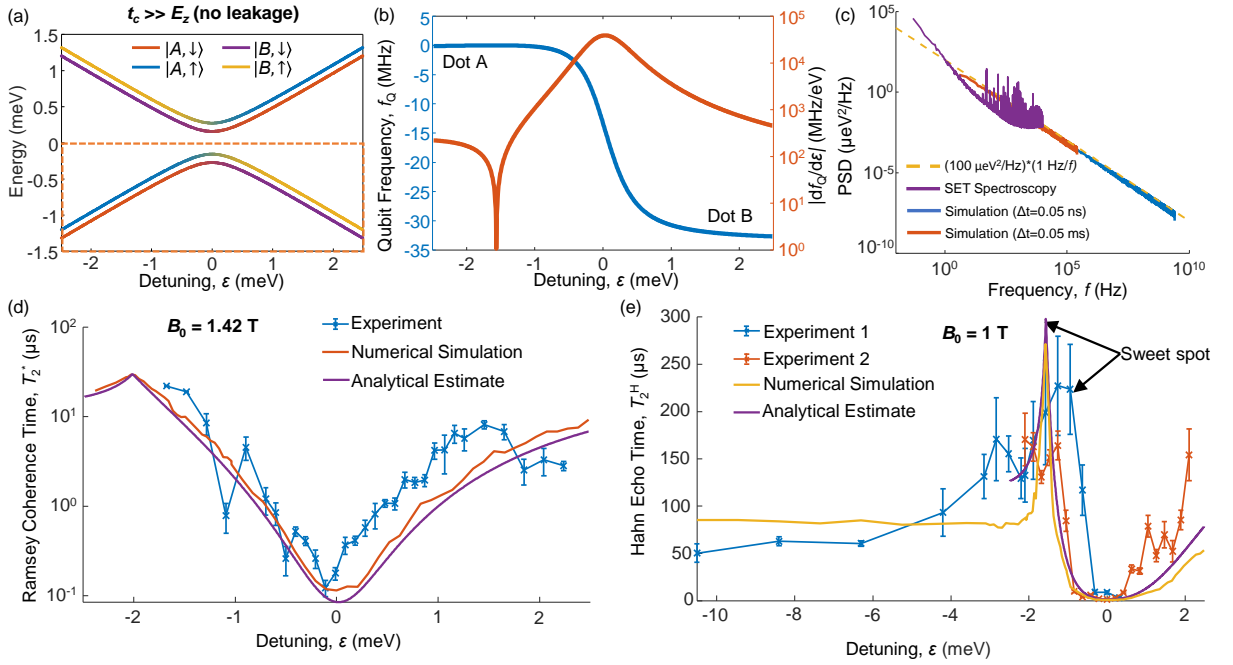 (a)
t_c >> E_z (no leakage)
|A,↓⟩ |B,↓⟩
|A,↑⟩ |B,↑⟩
Energy (meV)
1.5
1
0.5
0
-0.5
-1
-1.5
-2 -1 0 1 2
Detuning, ε (meV)
(b)
Qubit Frequency, f_Q (MHz)
5
0
-5
-10
-15
-20
-25
-30
-35
Dot A
Dot B
10^5
10^4
10^3
10^2
10^1
10^0
|df_Q/dε| (MHz/eV)
-2 -1 0 1 2
Detuning, ε (meV)
(c)
PSD (µeV²/Hz)
10^5
10^0
10^-5
10^-10
(100 µeV²/Hz)*(1 Hz/f)
SET Spectroscopy
Simulation (Δt=0.05 ns)
Simulation (Δt=0.05 ms)
10^0 10^5 10^10
Frequency, f (Hz)
(d)
B_0 = 1.42 T
Experiment
Numerical Simulation
Analytical Estimate
Ramsey Coherence Time, T_2^* (µs)
10^2
10^1
10^0
10^-1
-2 -1 0 1 2
Detuning, ε (meV)
(e)
Experiment 1
Experiment 2
Numerical Simulation
Analytical Estimate
B_0 = 1 T
Sweet spot
Hahn Echo Time, T_2^H (µs)
300
250
200
150
100
50
0
-10 -8 -6 -4 -2 0 2
Detuning, ε (meV)